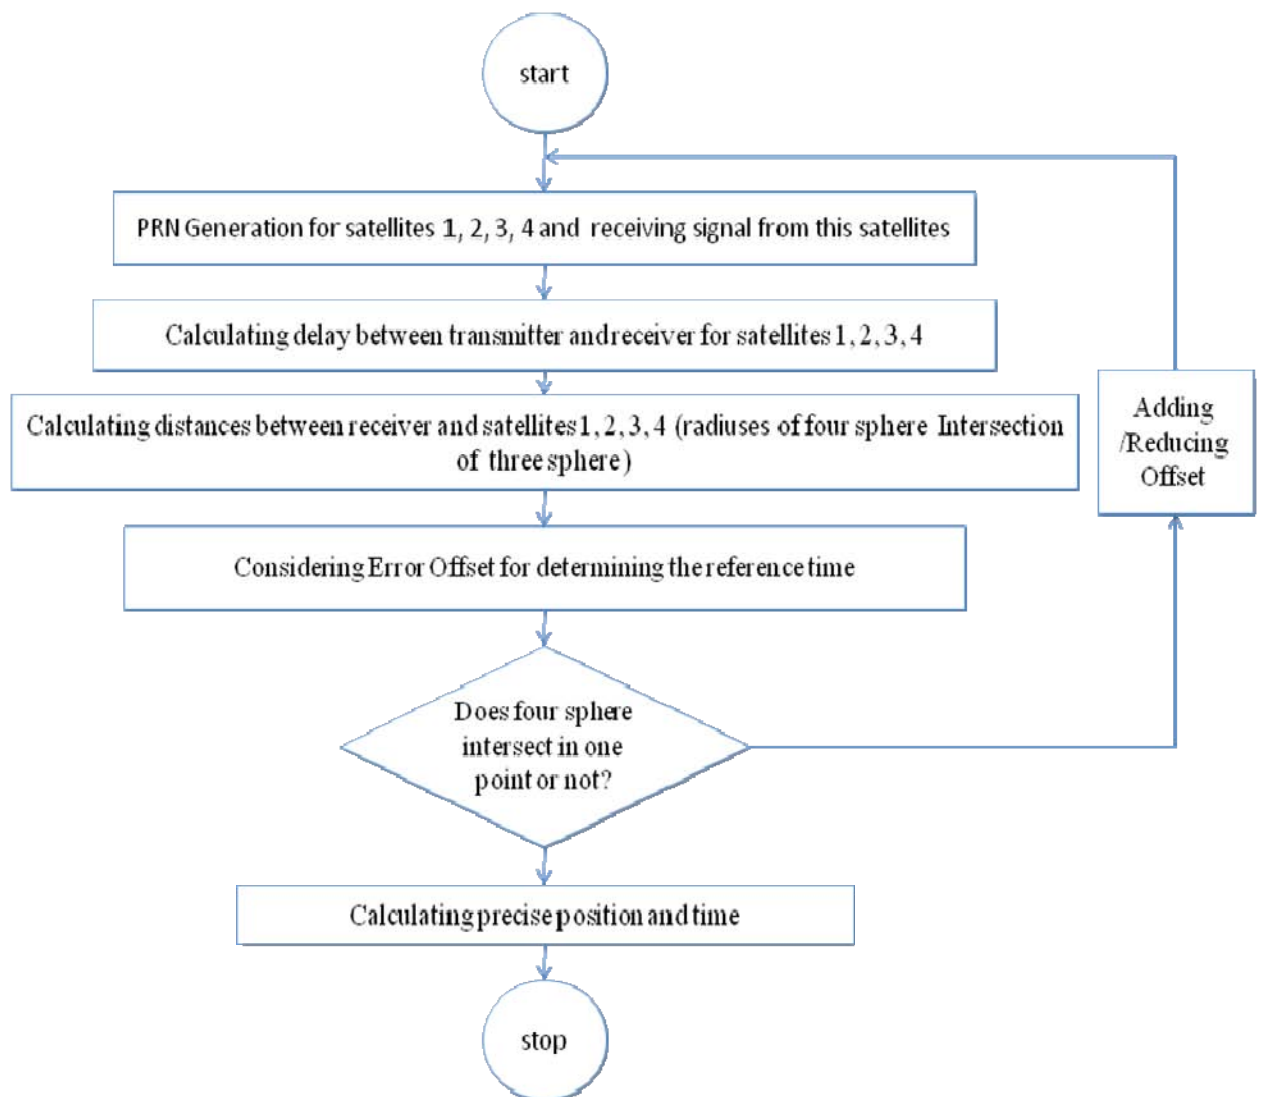 start
PRN Generation for satellites 1, 2, 3, 4 and receiving signal from this satellites
Calculating delay between transmitter and receiver for satellites 1, 2, 3, 4
Calculating distances between receiver and satellites 1, 2, 3, 4 (radiuses of four sphere Intersection
of three sphere)
Adding
/Reducing
Offset
Considering Error Offset for determining the reference time
Does four sphere
intersect in one
point or not?
Calculating precise position and time
stop